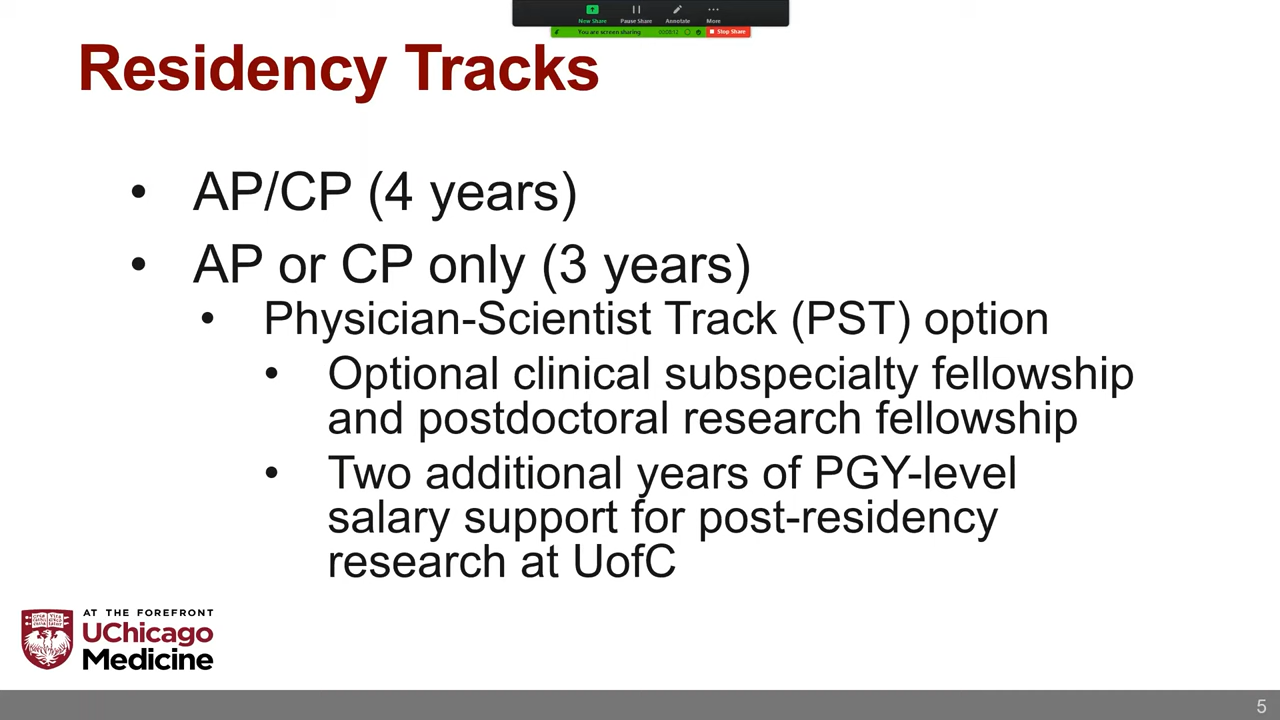 New Share
Pause Share
Annotate
More
You are screen sharing
Stop Share
Residency Tracks
• AP/CP (4 years)
• AP or CP only (3 years)
• Physician-Scientist Track (PST) option
• Optional clinical subspecialty fellowship
and postdoctoral research fellowship
• Two additional years of PGY-level
salary support for post-residency
research at UofC
AT THE FOREFRONT
UChicago
Medicine
5